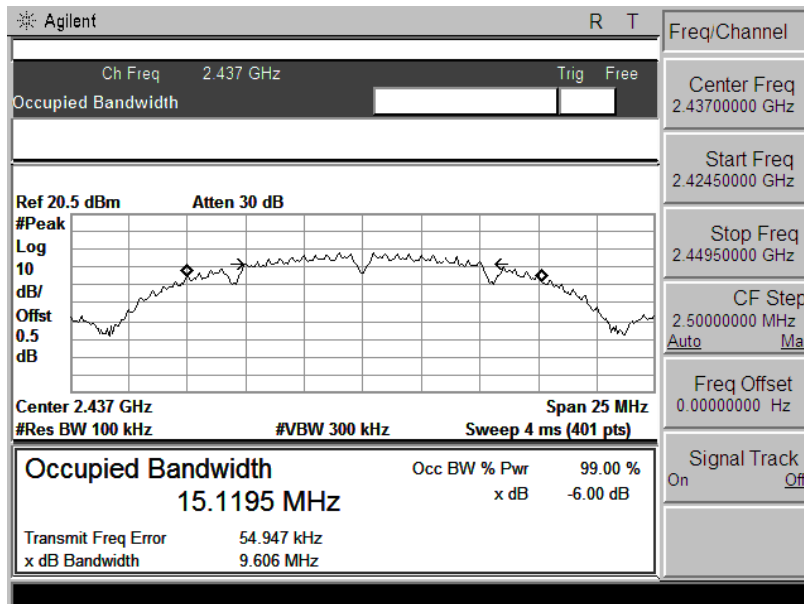 Agilent R T
Ch Freq 2.437 GHz Trig Free
Occupied Bandwidth
Ref 20.5 dBm Atten 30 dB
#Peak
Log
10
dB/
Offst
0.5
dB
Center 2.437 GHz Span 25 MHz
#Res BW 100 kHz #VBW 300 kHz Sweep 4 ms (401 pts)
Occupied Bandwidth
15.1195 MHz
Occ BW % Pwr 99.00 %
x dB -6.00 dB
Transmit Freq Error 54.947 kHz
x dB Bandwidth 9.606 MHz
Freq/Channel
Center Freq
2.43700000 GHz
Start Freq
2.42450000 GHz
Stop Freq
2.44950000 GHz
CF Step
2.50000000 MHz
Auto Ma
Freq Offset
0.00000000 Hz
Signal Track
On Off